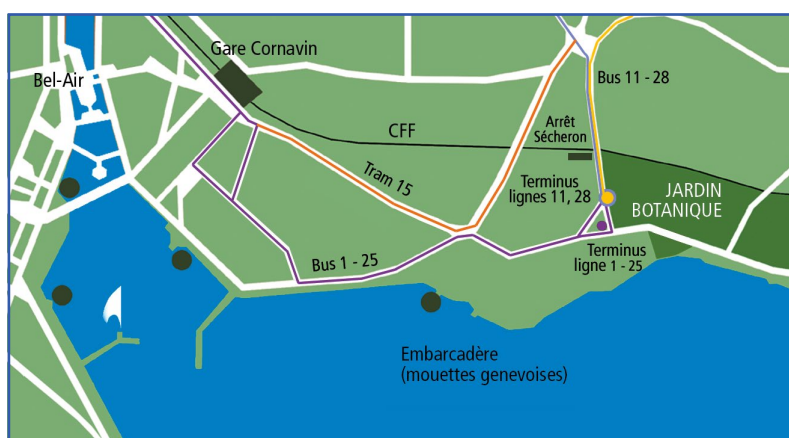 Gare Cornavin
Bel-Air
Bus 11 - 28
Arrêt
Sécheron
CFF
Tram 15
Terminus
lignes 11, 28
JARDIN
BOTANIQUE
Bus 1 - 25
Terminus
ligne 1 - 25
Embarcadère
(mouettes genevoises)